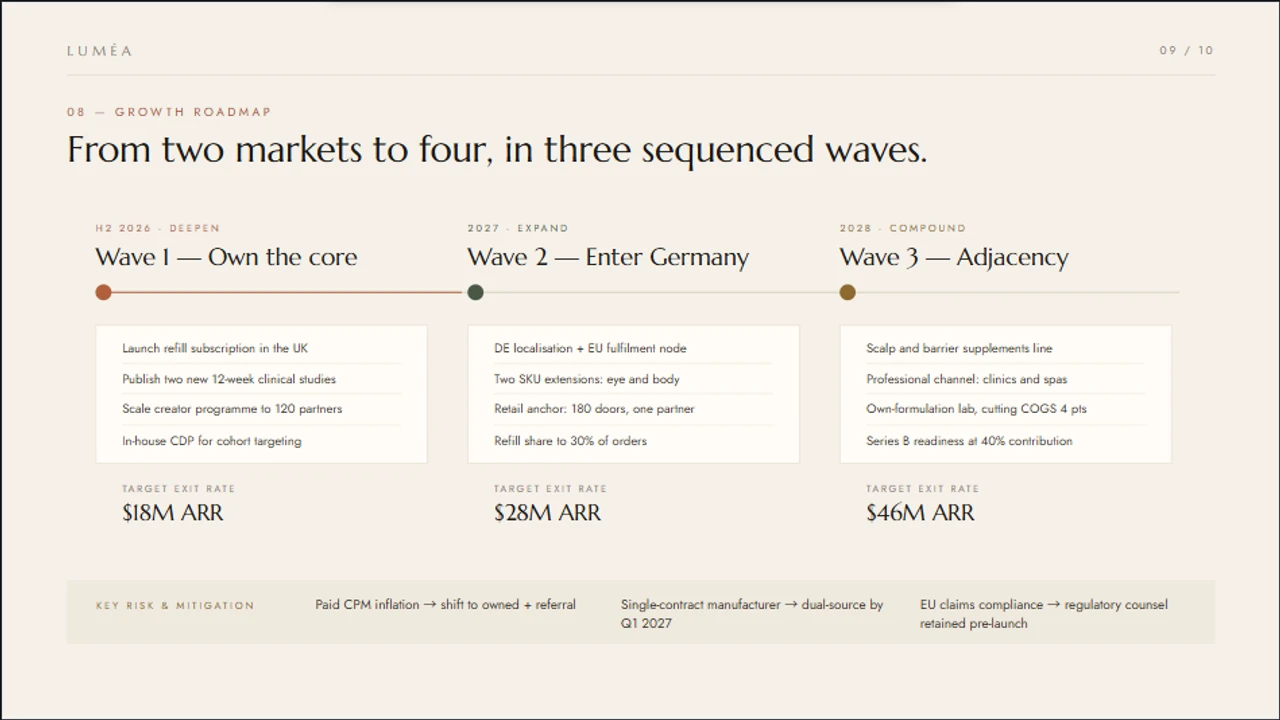 LUMÉA
09 / 10
08 — GROWTH ROADMAP
From two markets to four, in three sequenced waves.
H2 2026 · DEEPEN
Wave 1 — Own the core
Launch refill subscription in the UK
Publish two new 12-week clinical studies
Scale creator programme to 120 partners
In-house CDP for cohort targeting
TARGET EXIT RATE
$18M ARR
2027 · EXPAND
Wave 2 — Enter Germany
DE localisation + EU fulfilment node
Two SKU extensions: eye and body
Retail anchor: 180 doors, one partner
Refill share to 30% of orders
TARGET EXIT RATE
$28M ARR
2028 · COMPOUND
Wave 3 — Adjacency
Scalp and barrier supplements line
Professional channel: clinics and spas
Own-formulation lab, cutting COGS 4 pts
Series B readiness at 40% contribution
TARGET EXIT RATE
$46M ARR
KEY RISK & MITIGATION
Paid CPM inflation → shift to owned + referral
Single-contract manufacturer → dual-source by
Q1 2027
EU claims compliance → regulatory counsel
retained pre-launch